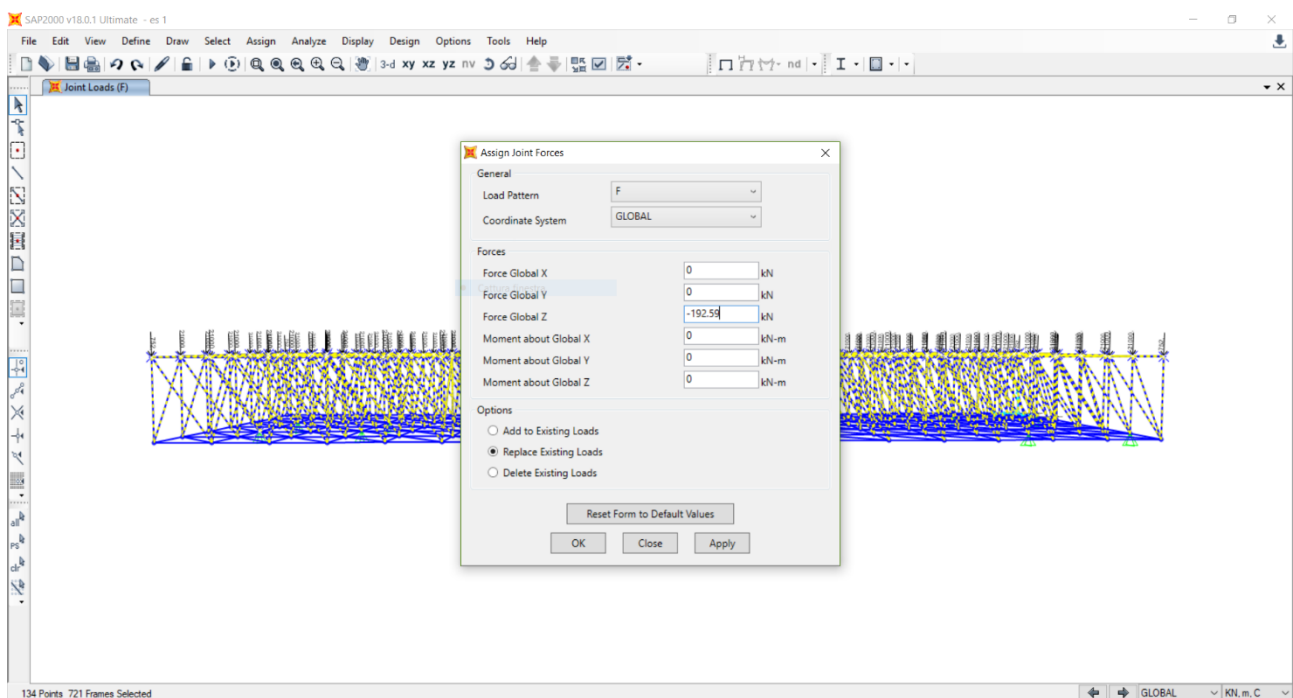 SAP2000 v18.0.1 Ultimate - es 1
File Edit View Define Draw Select Assign Analyze Display Design Options Tools Help
3-d xy xz yz nv
nd
Joint Loads (F)
Assign Joint Forces
General
Load Pattern F
Coordinate System GLOBAL
Forces
Force Global X 0 kN
Force Global Y 0 kN
Force Global Z -192.59 kN
Moment about Global X 0 kN-m
Moment about Global Y 0 kN-m
Moment about Global Z 0 kN-m
Options
Add to Existing Loads
Replace Existing Loads
Delete Existing Loads
Reset Form to Default Values
OK Close Apply
all
PS
clr
134 Points 721 Frames Selected
GLOBAL KN, m, C